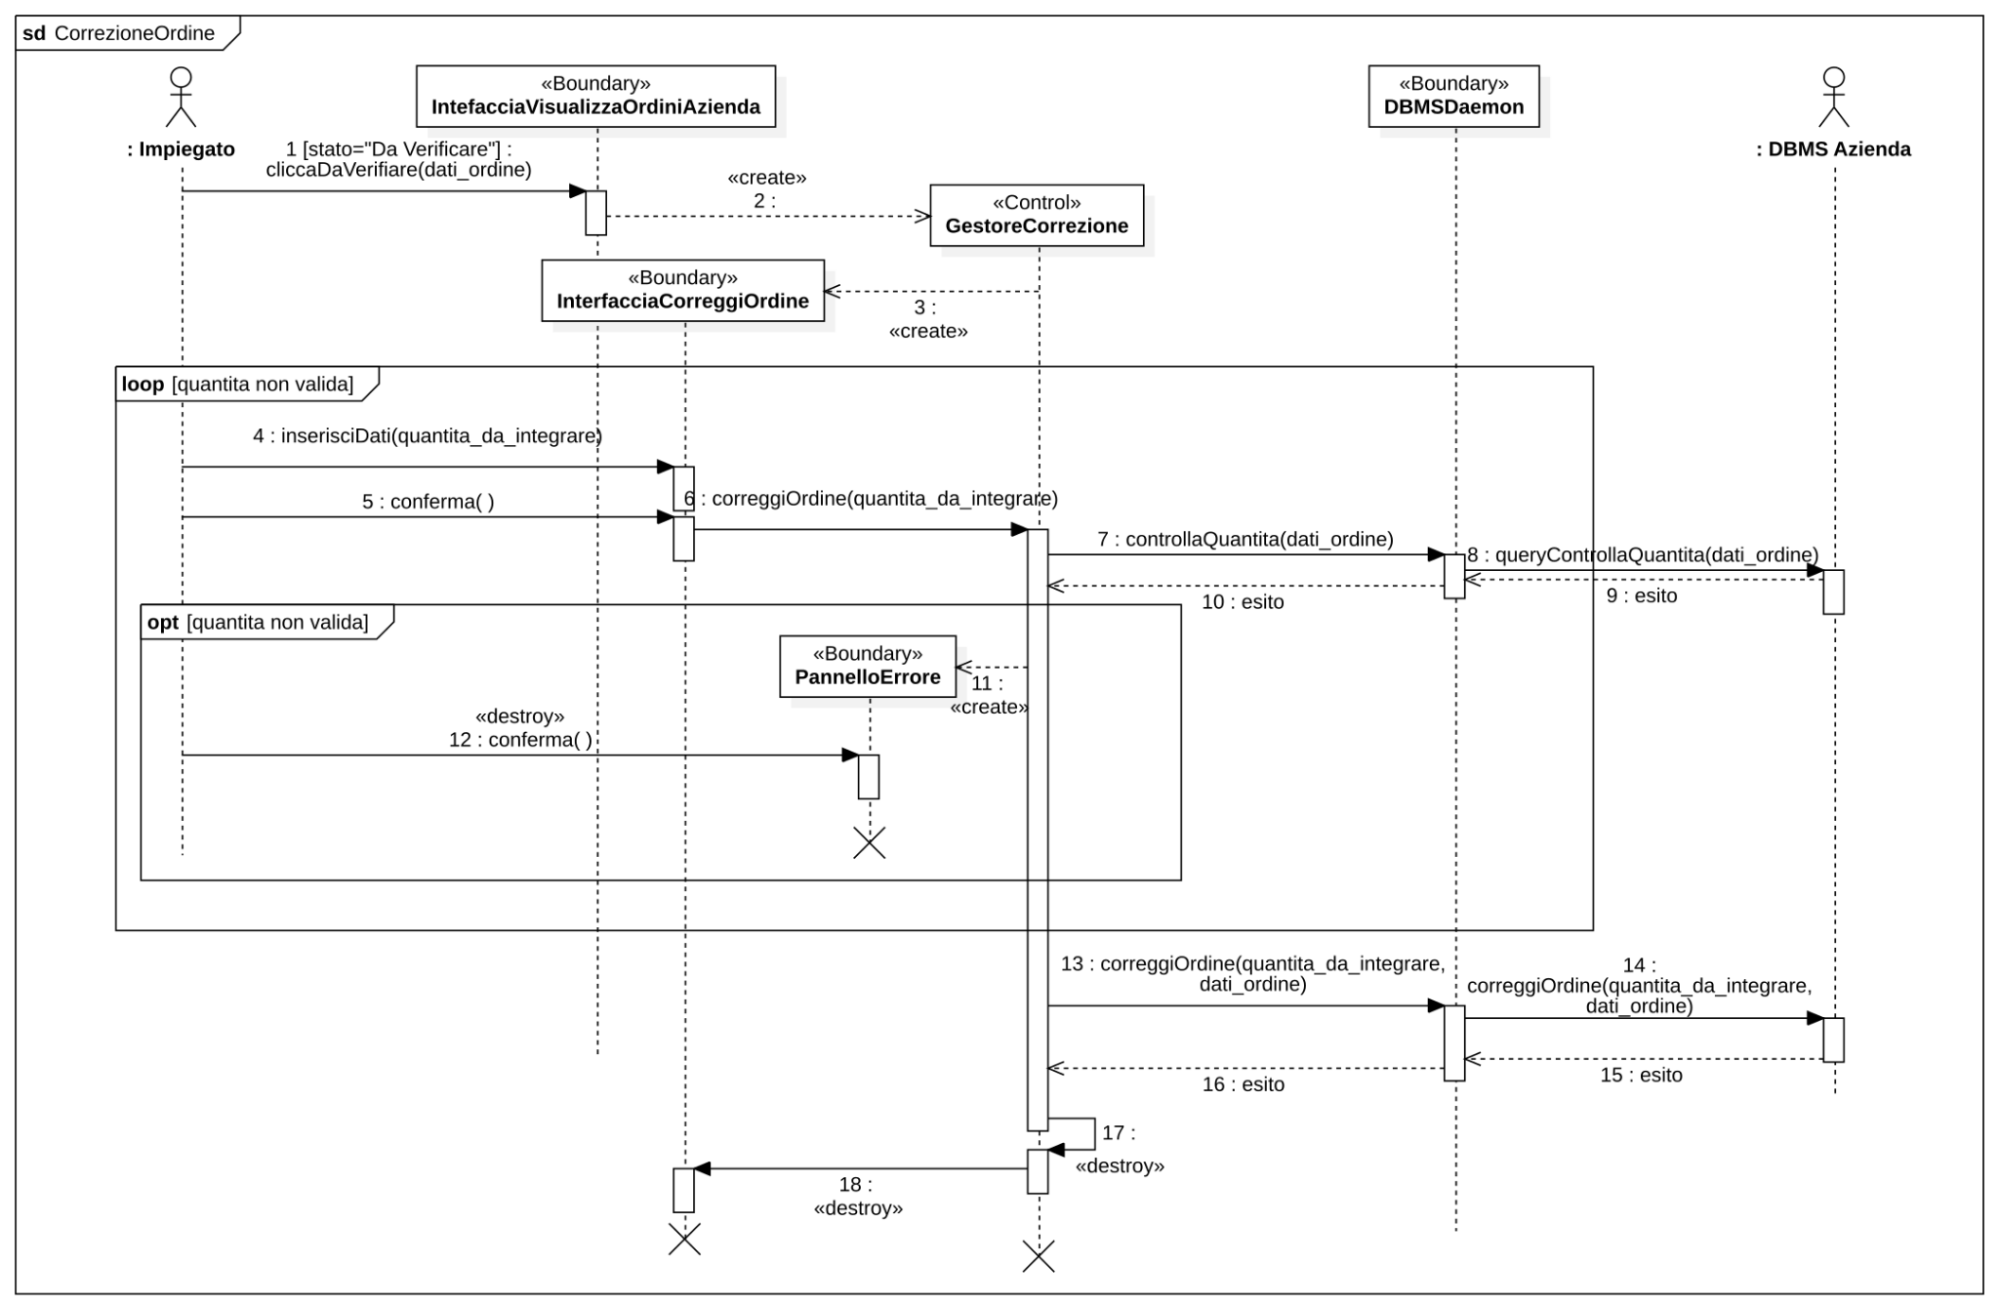 sd CorrezioneOrdine
«Boundary»
IntefacciaVisualizzaOrdiniAzienda
«Boundary»
DBMSDaemon
: Impiegato
: DBMS Azienda
1 [stato="Da Verificare"] :
cliccaDaVerifiare(dati_ordine)
«create»
2 :
«Control»
GestoreCorrezione
«Boundary»
InterfacciaCorreggiOrdine
3 :
«create»
loop [quantita non valida]
4 : inserisciDati(quantita_da_integrare)
5 : conferma( )
6 : correggiOrdine(quantita_da_integrare)
7 : controllaQuantita(dati_ordine)
8 : queryControllaQuantita(dati_ordine)
9 : esito
10 : esito
opt [quantita non valida]
«Boundary»
PannelloErrore
11 :
«create»
«destroy»
12 : conferma( )
13 : correggiOrdine(quantita_da_integrare,
dati_ordine)
14 :
correggiOrdine(quantita_da_integrare,
dati_ordine)
15 : esito
16 : esito
17 :
«destroy»
18 :
«destroy»